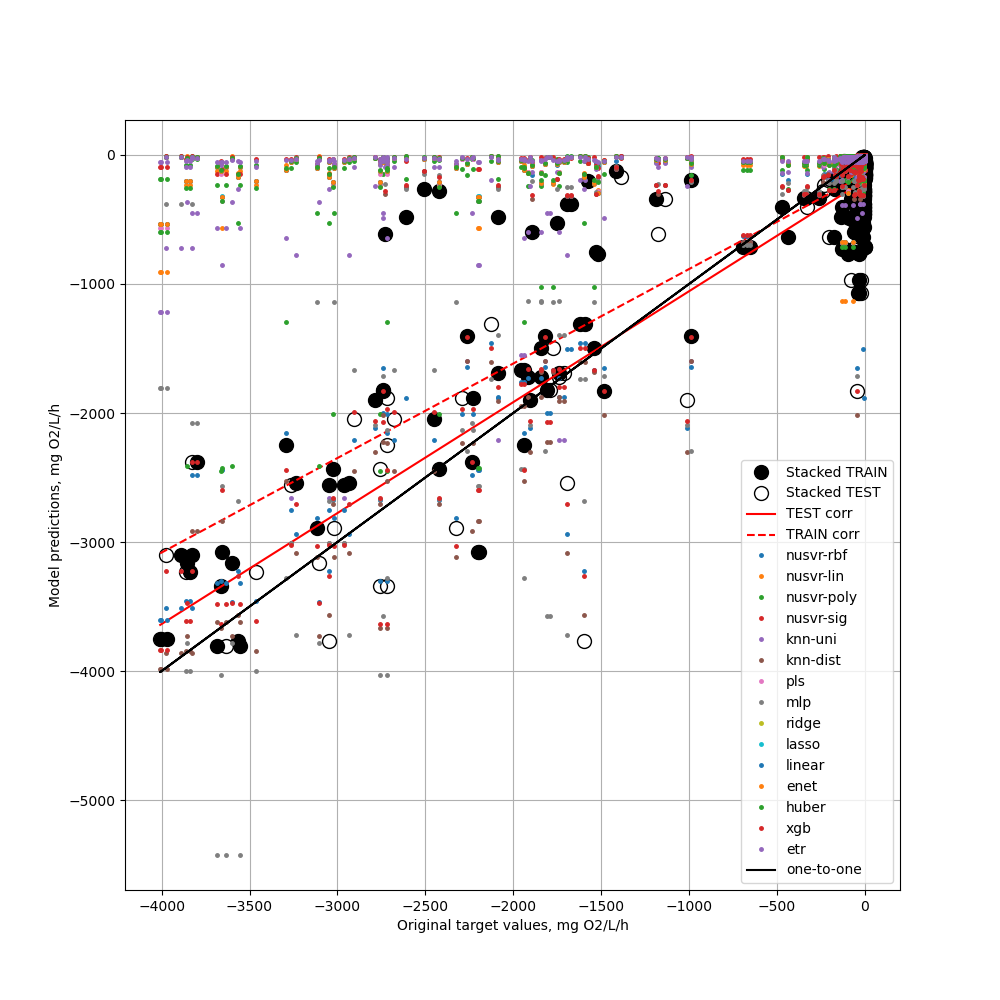 0
−1000
−2000
−3000
−4000
−5000
Model predictions, mg O2/L/h
−4000 −3500 −3000 −2500 −2000 −1500 −1000 −500 0
Original target values, mg O2/L/h
Stacked TRAIN
Stacked TEST
TEST corr
TRAIN corr
nusvr-rbf
nusvr-lin
nusvr-poly
nusvr-sig
knn-uni
knn-dist
pls
mlp
ridge
lasso
linear
enet
huber
xgb
etr
one-to-one